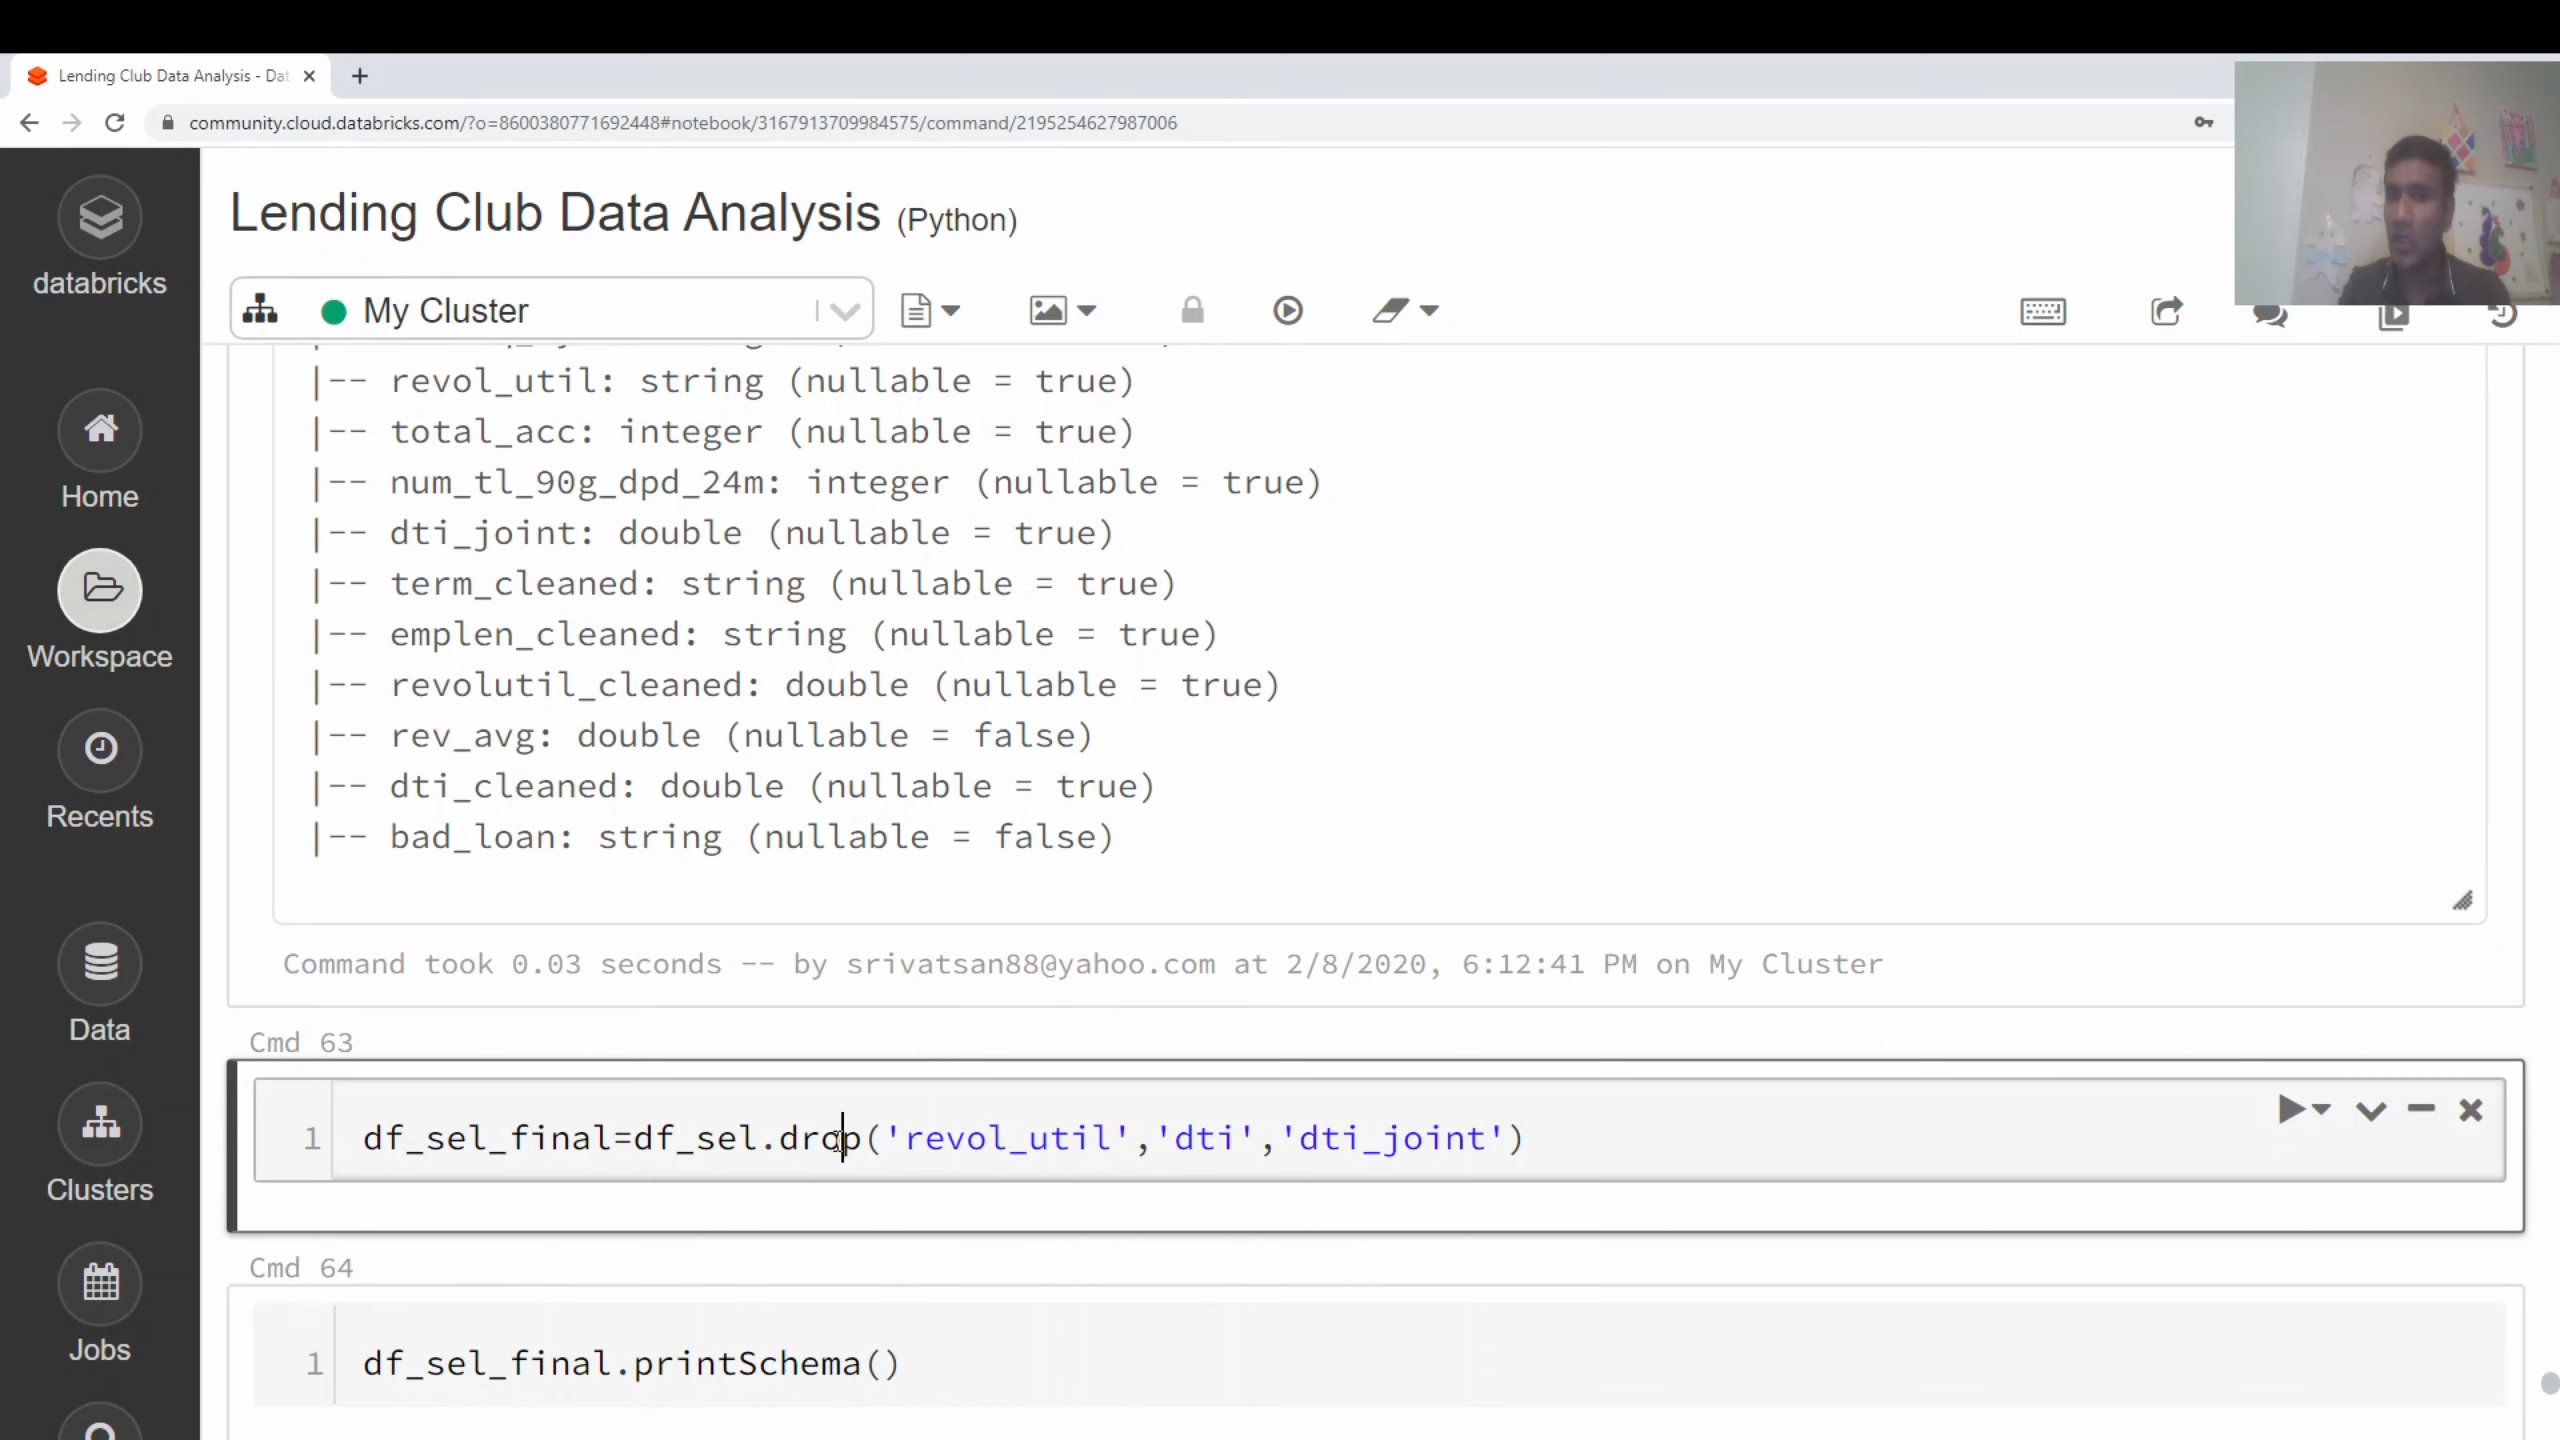 Lending Club Data Analysis - Dat
community.cloud.databricks.com/?o=8600380771692448#notebook/3167913709984575/command/2195254627987006
databricks
Home
Workspace
Recents
Data
Clusters
Jobs
Lending Club Data Analysis (Python)
My Cluster
|-- revol_util: string (nullable = true)
|-- total_acc: integer (nullable = true)
|-- num_tl_90g_dpd_24m: integer (nullable = true)
|-- dti_joint: double (nullable = true)
|-- term_cleaned: string (nullable = true)
|-- emplen_cleaned: string (nullable = true)
|-- revolutil_cleaned: double (nullable = true)
|-- rev_avg: double (nullable = false)
|-- dti_cleaned: double (nullable = true)
|-- bad_loan: string (nullable = false)
Command took 0.03 seconds -- by srivatsan88@yahoo.com at 2/8/2020, 6:12:41 PM on My Cluster
Cmd 63
1 df_sel_final=df_sel.drop('revol_util','dti','dti_joint')
Cmd 64
1 df_sel_final.printSchema()